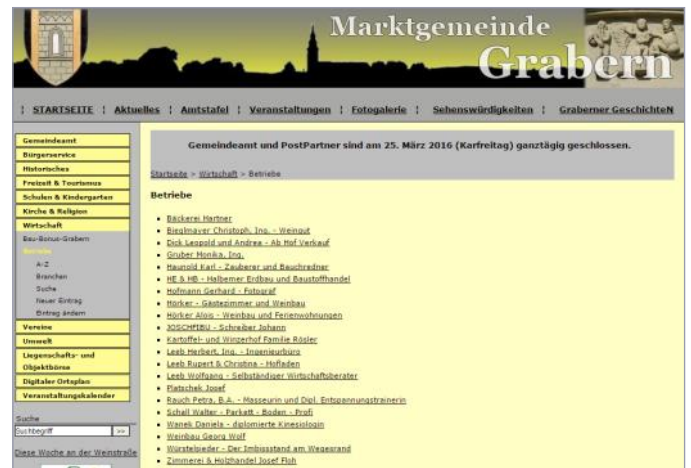 Marktgemeinde
Grabern
¦ STARTSEITE ¦ Aktuelles ¦ Amtstafel ¦ Veranstaltungen ¦ Fotogalerie ¦ Sehenswürdigkeiten ¦ Graberner GeschichteN
Gemeindeamt
Bürgerservice
Historisches
Freizeit & Tourismus
Schulen & Kindergarten
Kirche & Religion
Wirtschaft
Bau-Bonus-Grabern
Betriebe
A-Z
Branchen
Suche
Neuer Eintrag
Eintrag ändern
Vereine
Umwelt
Liegenschafts- und
Objektbörse
Digitaler Ortsplan
Veranstaltungskalender
Suche
Suchbegriff >>
Diese Woche an der Weinstraße
Gemeindeamt und PostPartner sind am 25. März 2016 (Karfreitag) ganztägig geschlossen.
Startseite > Wirtschaft > Betriebe
Betriebe
Bäckerei Hartner
Bieglmayer Christoph, Ing. - Weingut
Dick Leopold und Andrea - Ab Hof Verkauf
Gruber Monika, Ing.
Haunold Karl - Zauberer und Bauchredner
HE & MB - Halbemer Erdbau und Baustoffhandel
Hofmann Gerhard - Fotograf
Hörker - Gästezimmer und Weinbau
Hörker Alois - Weinbau und Ferienwohnungen
JOSCHFIBU - Schreiber Johann
Kartoffel- und Winzerhof Familie Rösler
Leeb Herbert, Ing. - Ingenieurbüro
Leeb Rupert & Christina - Hofladen
Leeb Wolfgang - Selbständiger Wirtschaftsberater
Platschek Josef
Rauch Petra, B.A. - Masseurin und Dipl. Entspannungstrainerin
Schall Walter - Parkett - Boden - Profi
Wanek Daniela - diplomierte Kinesiologin
Weinbau Georg Wolf
Würstelsieder - Der Imbissstand am Wegesrand
Zimmerei & Holzhandel Josef Floh